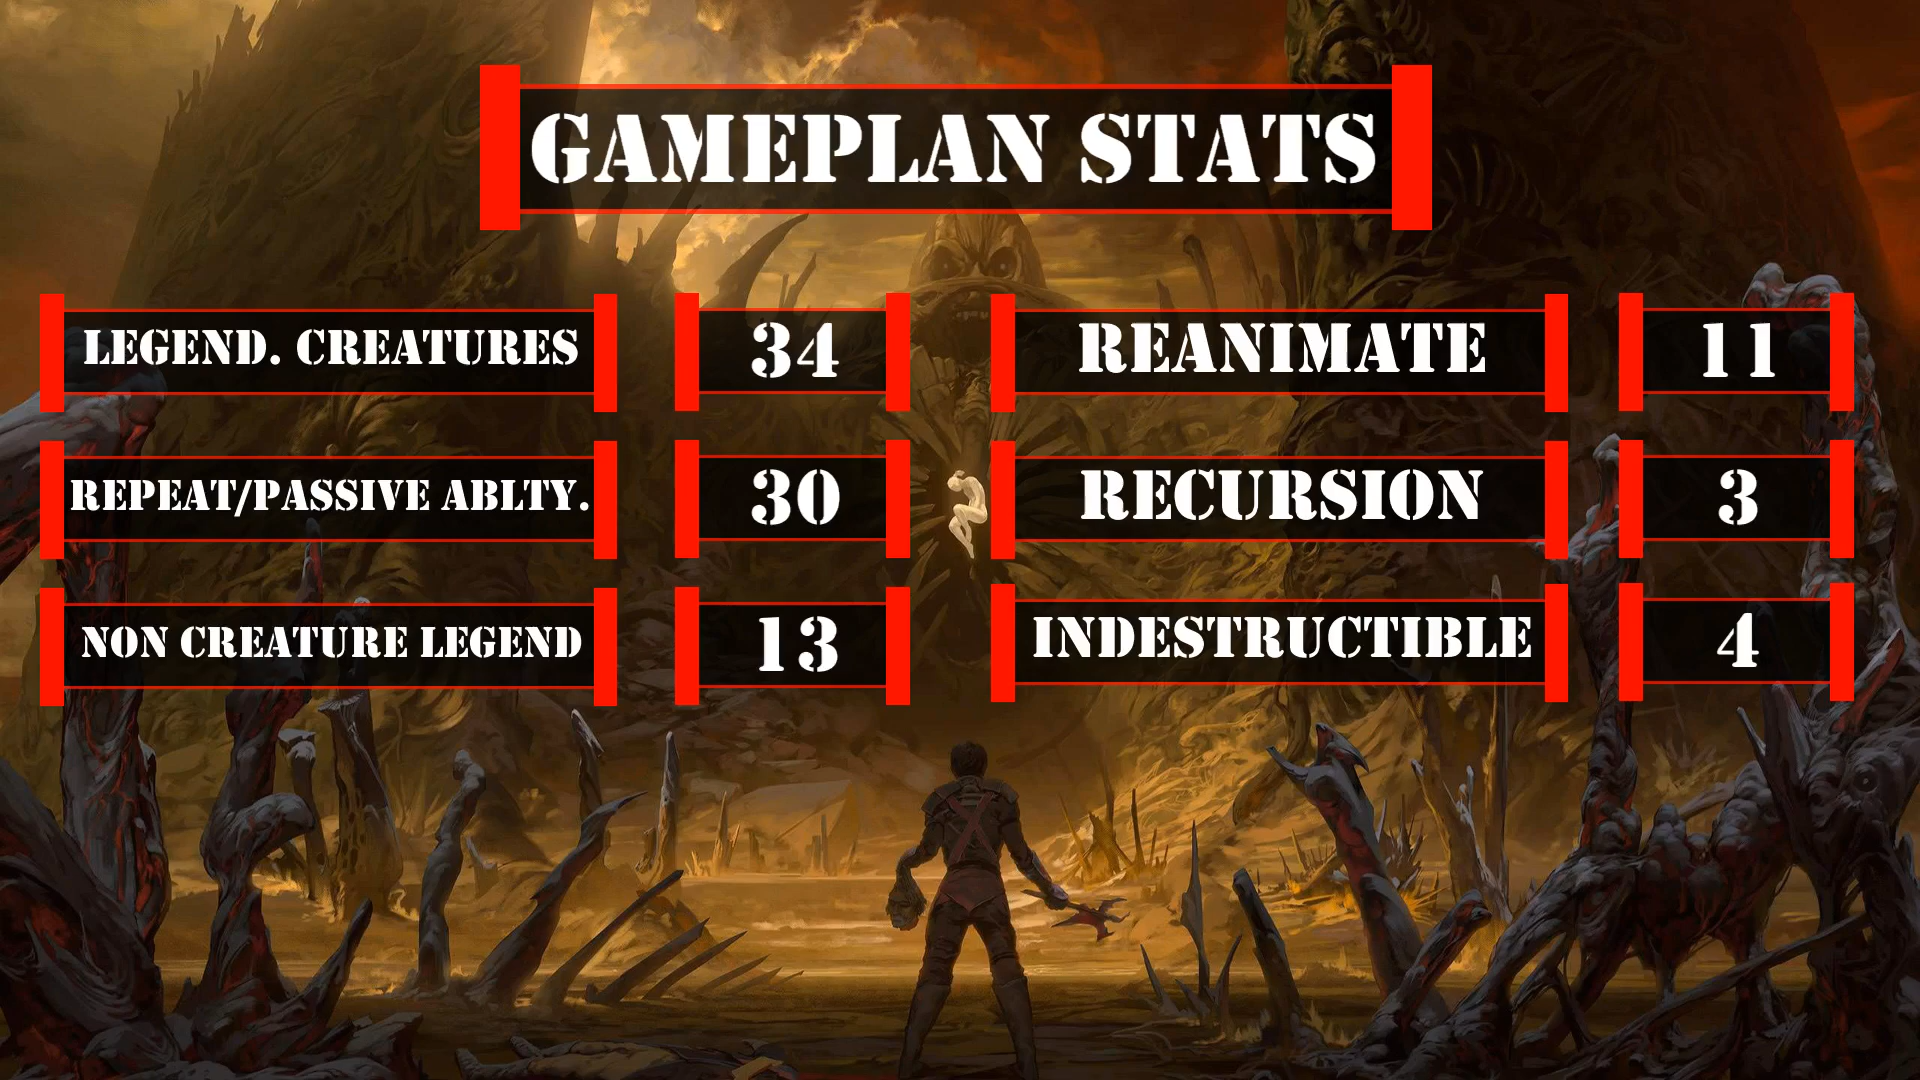 GAMEPLAN STATS
LEGEND. CREATURES 34 REANIMATE 11
REPEAT/PASSIVE ABLTY. 30 RECURSION 3
NON CREATURE LEGEND 13 INDESTRUCTIBLE 4